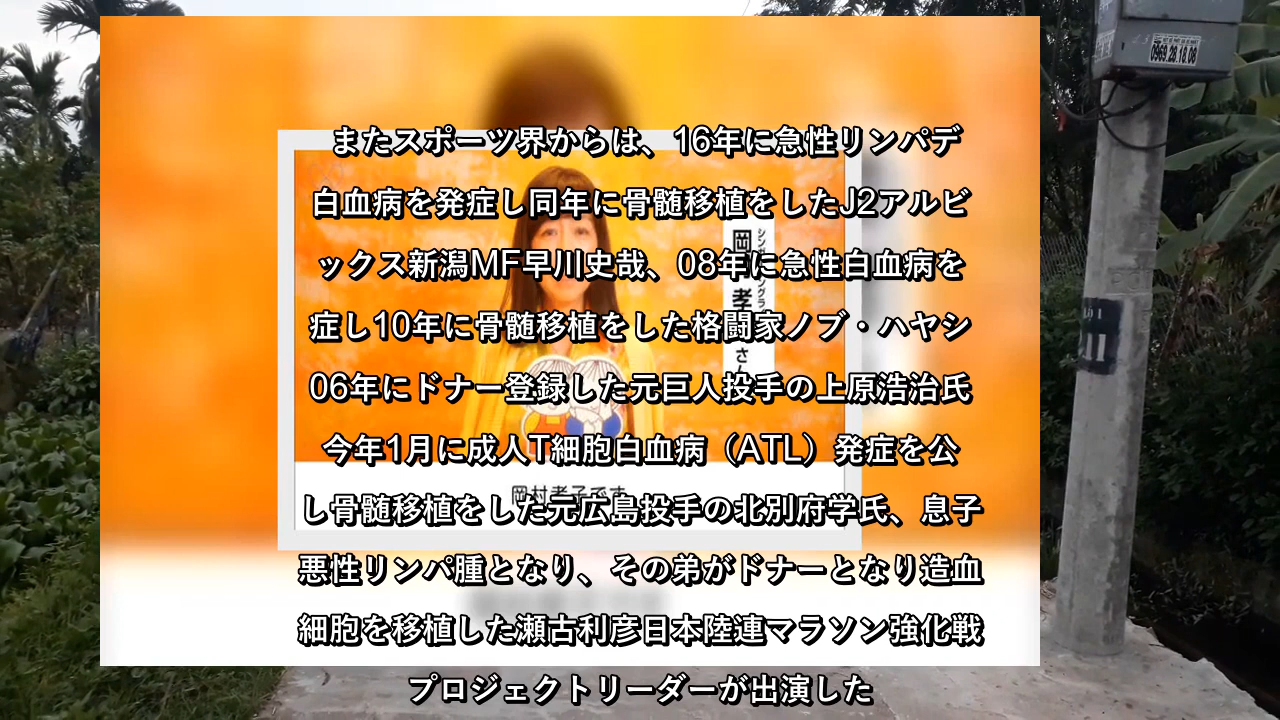 またスポーツ界からは、16年に急性リンパデ
白血病を発症し同年に骨髄移植をしたJ2アルビ
ックス新潟MF早川史哉、08年に急性白血病を
症し10年に骨髄移植をした格闘家ノブ・ハヤシ
06年にドナー登録した元巨人投手の上原浩治氏
今年1月に成人T細胞白血病（ATL）発症を公
し骨髄移植をした元広島投手の北別府学氏、息子
悪性リンパ腫となり、その弟がドナーとなり造血
細胞を移植した瀬古利彦日本陸連マラソン強化戦
プロジェクトリーダーが出演した
岡村孝子です
0969.28.16.08